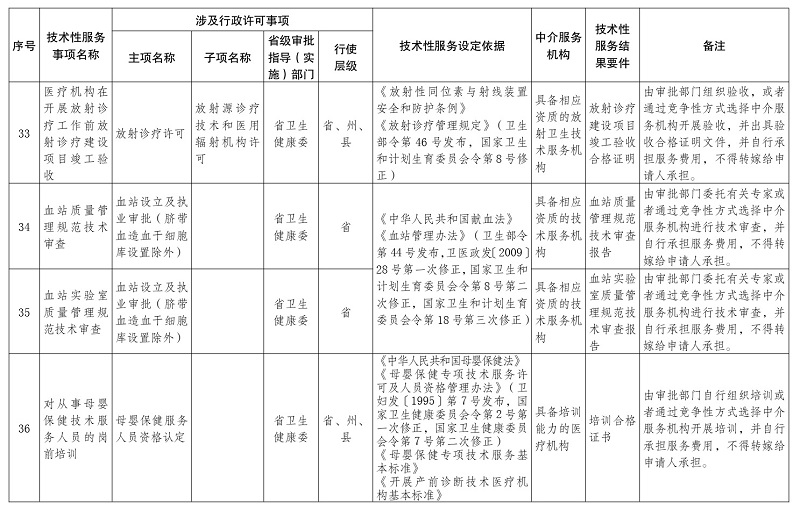 序号
技术性服务
事项名称
涉及行政许可事项
主项名称
子项名称
省级审批
指导（实
施）部门
行使
层级
技术性服务设定依据
中介服务
机构
技术性
服务结
果要件
备注
33
医疗机构在
开展放射诊
疗工作前放
射诊疗建设
项目竣工验
收
放射诊疗许可
放射源诊疗
技术和医用
辐射机构许
可
省卫生
健康委
省、州、
县
《放射性同位素与射线装置
安全和防护条例》
《放射诊疗管理规定》（卫生
部令第 46 号发布，国家卫生
和计划生育委员会令第 8 号修
正）
具备相应
资质的放
射卫生技
术服务机
构
放射诊疗
建设项目
竣工验收
合格证明
由审批部门组织验收，或者
通过竞争性方式选择中介服
务机构开展验收，并出具验
收合格证明文件，并自行承
担服务费用，不得转嫁给申
请人承担。
34
血站质量管
理规范技术
审查
血站设立及执
业审批（脐带
血造血干细胞
库设置除外）
省卫生
健康委
省
《中华人民共和国献血法》
《血站管理办法》（卫生部令
第 44 号发布，卫医政发〔2009〕
28 号第一次修正，国家卫生和
计划生育委员会令第 8 号第二
次修正，国家卫生和计划生育
委员会令第 18 号第三次修正）
具备相应
资质的技
术服务机
构
血站质量
管理规范
技术审查
报告
由审批部门委托有关专家或
者通过竞争性方式选择中介
服务机构进行技术审查，并
自行承担服务费用，不得转
嫁给申请人承担。
35
血站实验室
质量管理规
范技术审查
血站设立及执
业审批（脐带
血造血干细胞
库设置除外）
省卫生
健康委
省
具备相应
资质的技
术服务机
构
血站实验
室质量管
理规范技
术审查报
告
由审批部门委托有关专家或
者通过竞争性方式选择中介
服务机构进行技术审查，并
自行承担服务费用，不得转
嫁给申请人承担。
36
对从事母婴
保健技术服
务人员的岗
前培训
母婴保健服务
人员资格认定
省卫生
健康委
省、州、
县
《中华人民共和国母婴保健法》
《母婴保健专项技术服务许
可及人员资格管理办法》（卫
妇发〔1995〕第 7 号发布，国
家卫生健康委员会令第 2 号第
一次修正，国家卫生健康委员
会令第 7 号第二次修正）
《母婴保健专项技术服务基
本标准》
《开展产前诊断技术医疗机
构基本标准》
具备培训
能力的医
疗机构
培训合格
证书
由审批部门自行组织培训或
者通过竞争性方式选择中介
服务机构开展培训，并自行
承担服务费用，不得转嫁给
申请人承担。